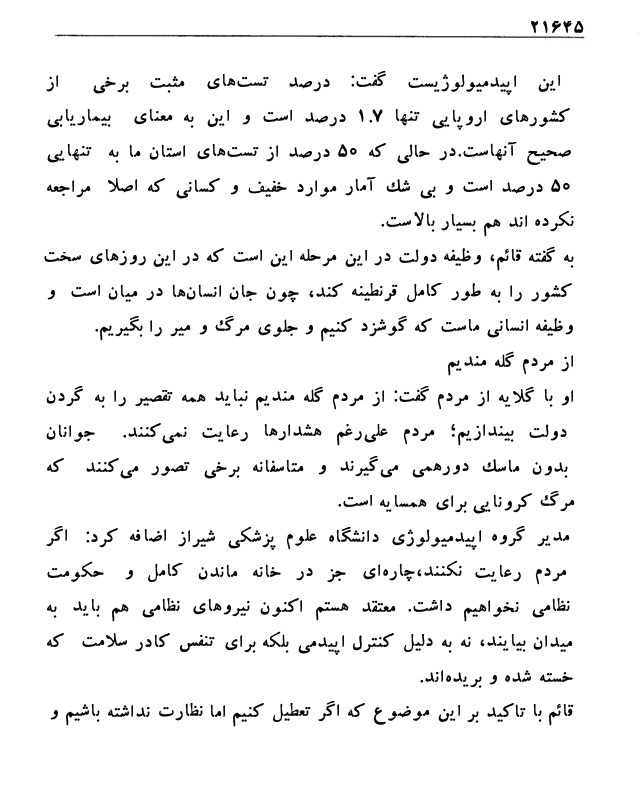 ۲۱۶۴۵
این اپیدمیولوژیست گفت: درصد تست‌های مثبت برخی از
کشورهای اروپایی تنها ۱.۷ درصد است و این به معنای بیماریابی
صحیح آنهاست.در حالی که ۵۰ درصد از تست‌های استان ما به تنهایی
۵۰ درصد است و بی شك آمار موارد خفیف و کسانی که اصلا مراجعه
نکرده اند هم بسیار بالاست.
به گفته قائم، وظیفه دولت در این مرحله این است که در این روزهای سخت
کشور را به طور کامل قرنطینه کند، چون جان انسان‌ها در میان است و
وظیفه انسانی ماست که گوشزد کنیم و جلوی مرگ و میر را بگیریم.
از مردم گله مندیم
او با گلایه از مردم گفت: از مردم گله مندیم نباید همه تقصیر را به گردن
دولت بیندازیم؛ مردم علی‌رغم هشدارها رعایت نمی‌کنند. جوانان
بدون ماسك دورهمی می‌گیرند و متاسفانه برخی تصور می‌کنند که
مرگ کرونایی برای همسایه است.
مدیر گروه اپیدمیولوژی دانشگاه علوم پزشکی شیراز اضافه کرد: اگر
مردم رعایت نکنند،چاره‌ای جز در خانه ماندن کامل و حکومت
نظامی نخواهیم داشت. معتقد هستم اکنون نیروهای نظامی هم باید به
میدان بیایند، نه به دلیل کنترل اپیدمی بلکه برای تنفس کادر سلامت که
خسته شده و بریده‌اند.
قائم با تاکید بر این موضوع که اگر تعطیل کنیم اما نظارت نداشته باشیم و